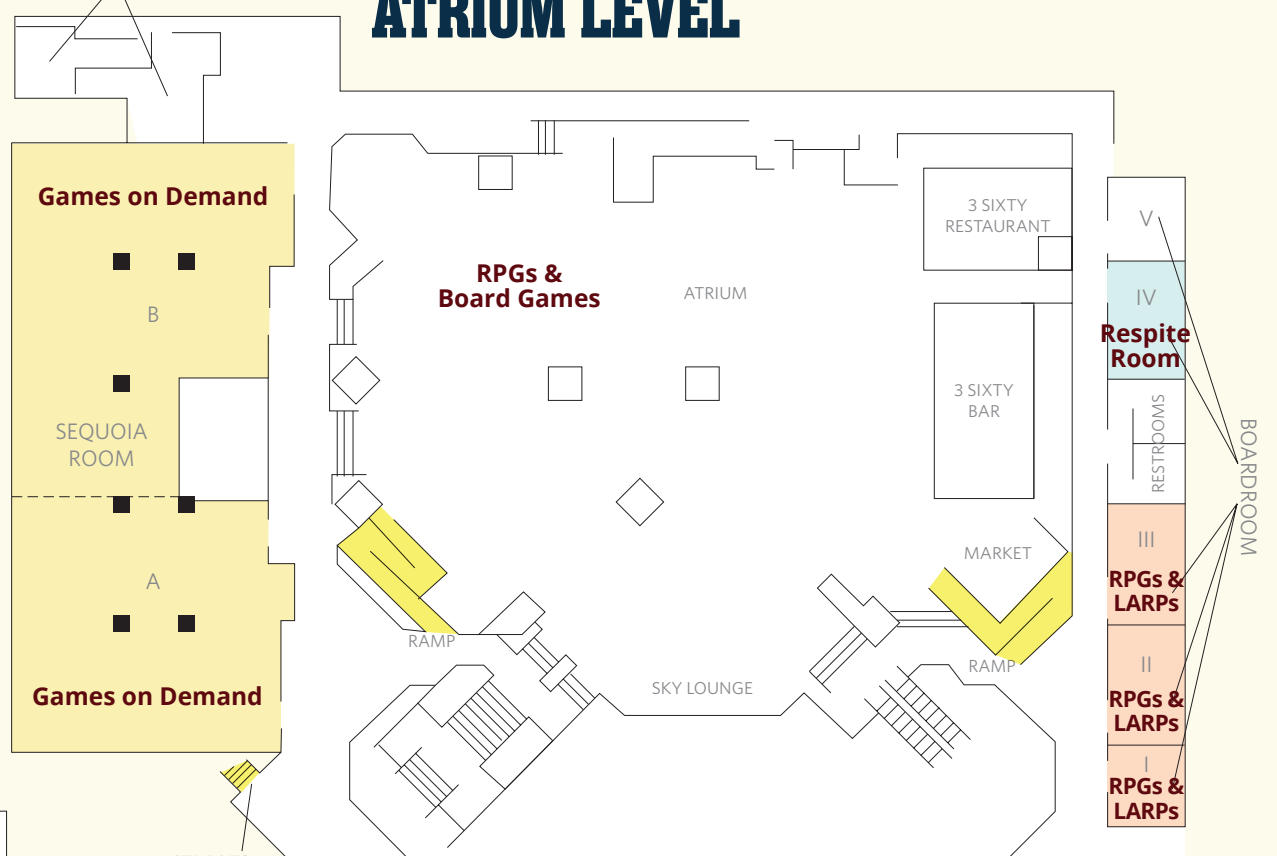 ATRIUM LEVEL
Games on Demand
B
SEQUOIA
ROOM
A
Games on Demand
RPGs &
Board Games
ATRIUM
3 SIXTY
RESTAURANT
3 SIXTY
BAR
MARKET
RAMP
SKY LOUNGE
RAMP
V
IV
Respite
Room
RESTROOMS
BOARDROOM
III
RPGs &
LARPs
II
RPGs &
LARPs
I
RPGs &
LARPs